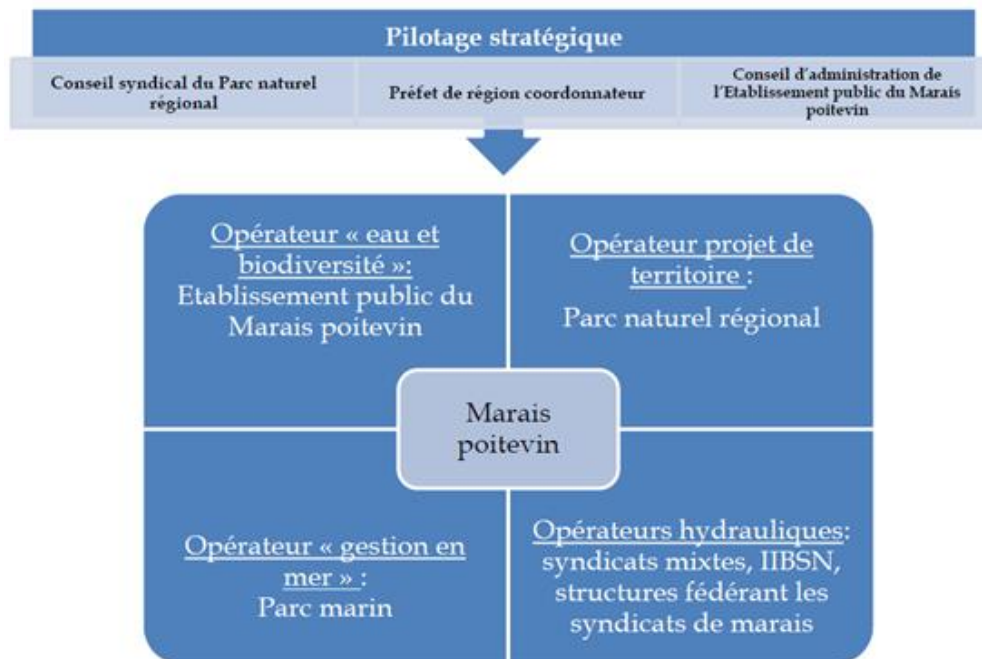 Pilotage stratégique
Conseil syndical du Parc naturel
régional
Préfet de région coordonnateur
Conseil d'administration de
l'Etablissement public du Marais
poitevin
Opérateur « eau et
biodiversité »:
Etablissement public du
Marais poitevin
Opérateur projet de
territoire :
Parc naturel régional
Marais
poitevin
Opérateur « gestion en
mer » :
Parc marin
Opérateurs hydrauliques:
syndicats mixtes, IIBSN,
structures fédérant les
syndicats de marais